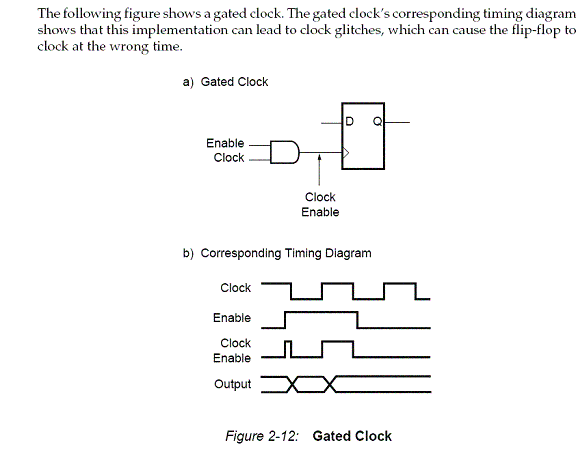 The following figure shows a gated clock. The gated clock's corresponding timing diagram
shows that this implementation can lead to clock glitches, which can cause the flip-flop to
clock at the wrong time.
a) Gated Clock
D Q
Enable
Clock
Clock
Enable
b) Corresponding Timing Diagram
Clock
Enable
Clock
Enable
Output
Figure 2-12: Gated Clock